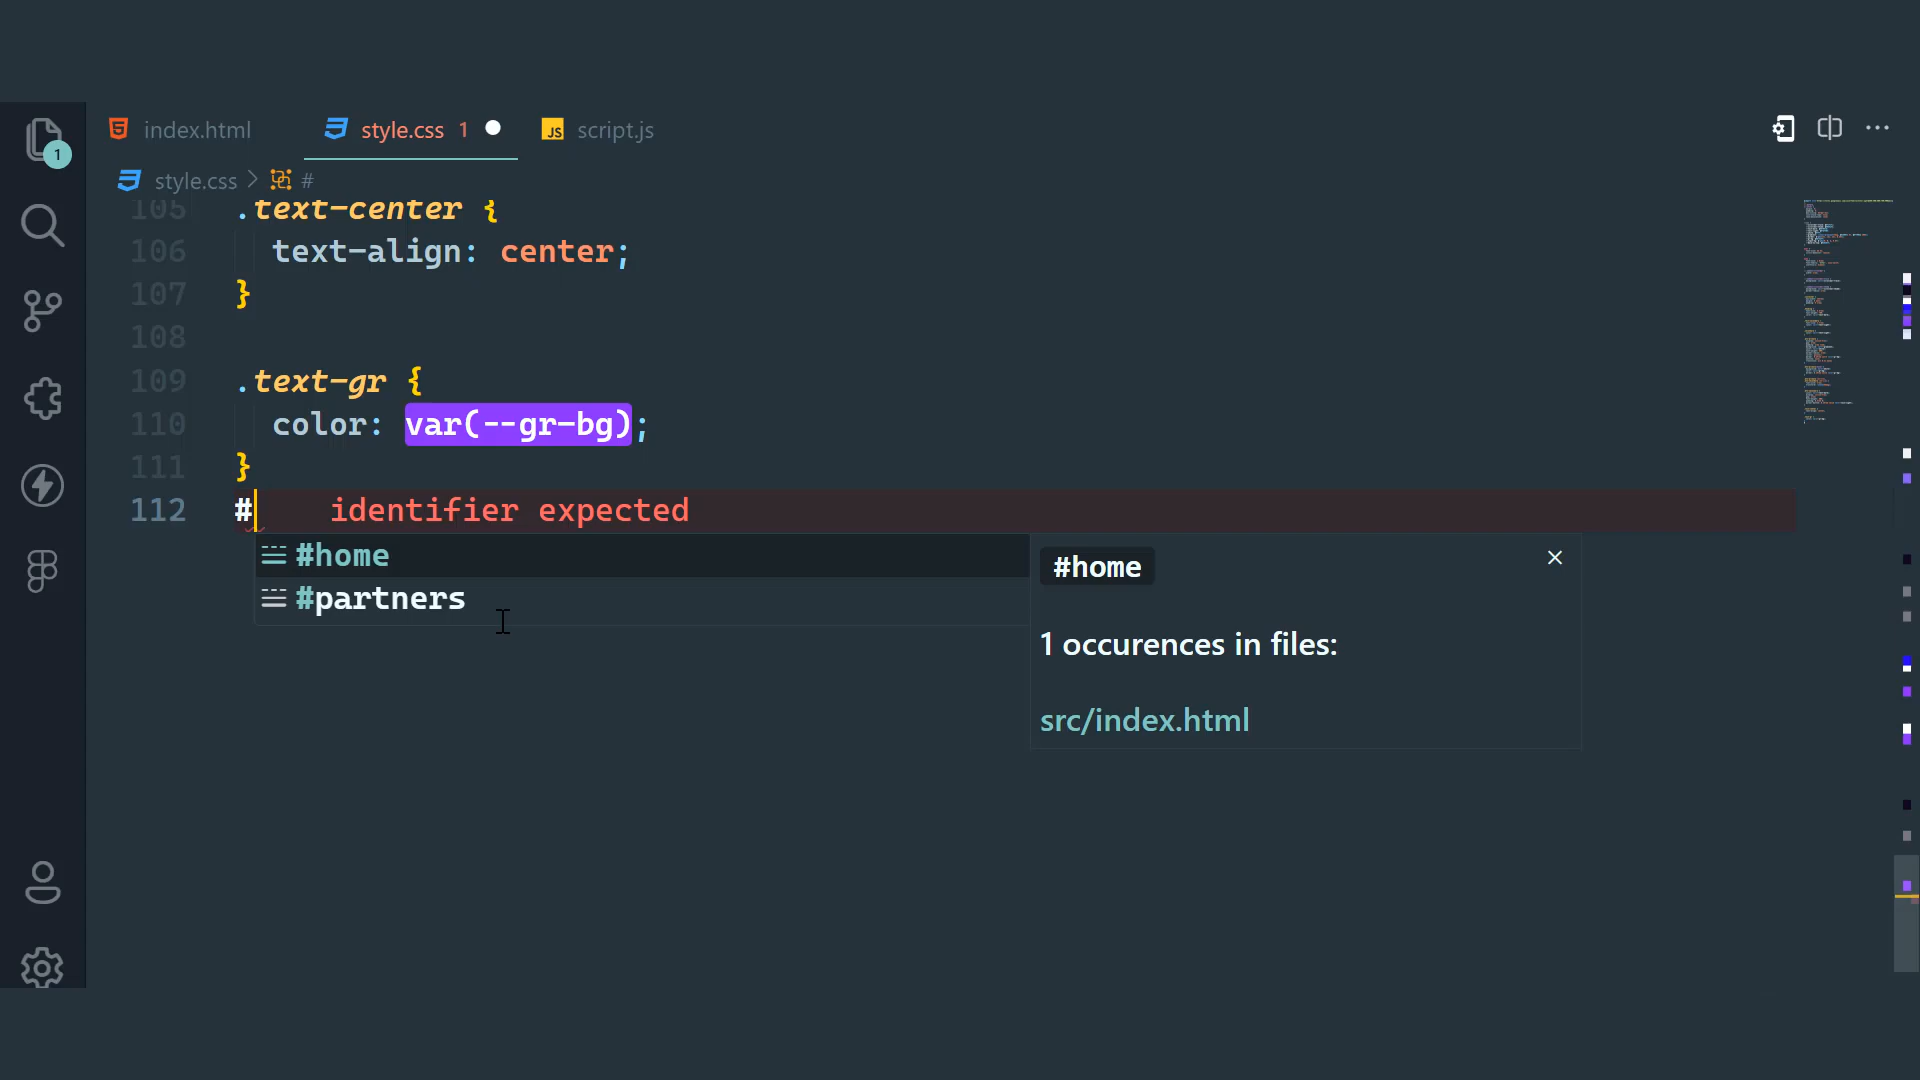 index.html style.css 1 script.js
1
style.css > #
105 .text-center {
106 text-align: center;
107 }
108
109 .text-gr {
110 color: var(--gr-bg);
111 }
112 # identifier expected
#home
#partners
#home
1 occurences in files:
src/index.html